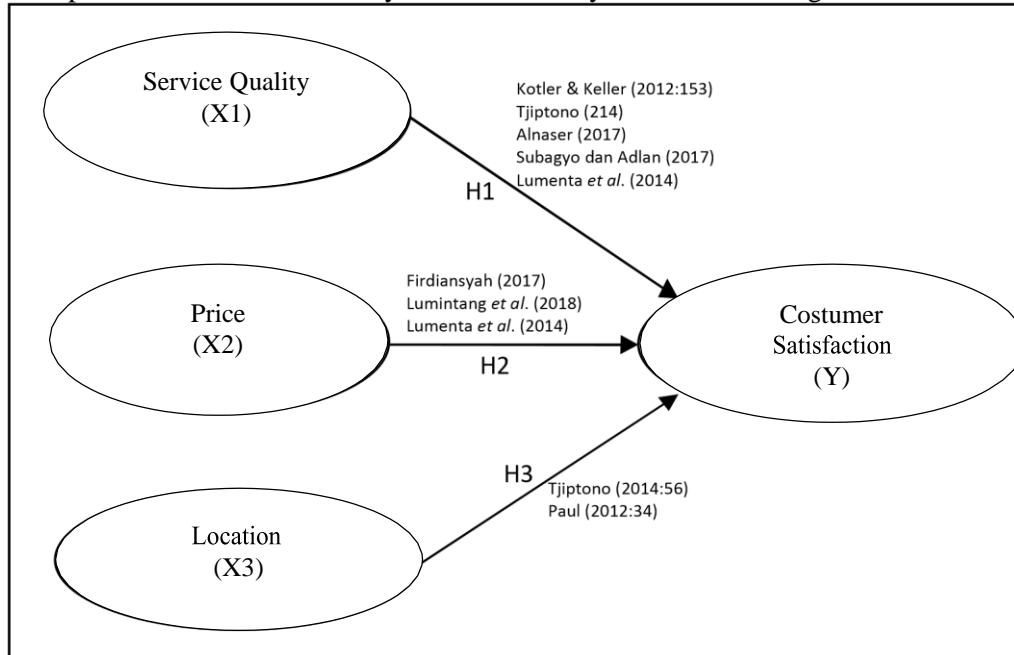 Service Quality
(X1)
Kotler & Keller (2012:153)
Tjiptono (214)
Alnaser (2017)
Subagyo dan Adlan (2017)
Lumenta et al. (2014)
H1
Price
(X2)
Firdiansyah (2017)
Lumintang et al. (2018)
Lumenta et al. (2014)
H2
Costumer
Satisfaction
(Y)
H3
Tjiptono (2014:56)
Paul (2012:34)
Location
(X3)